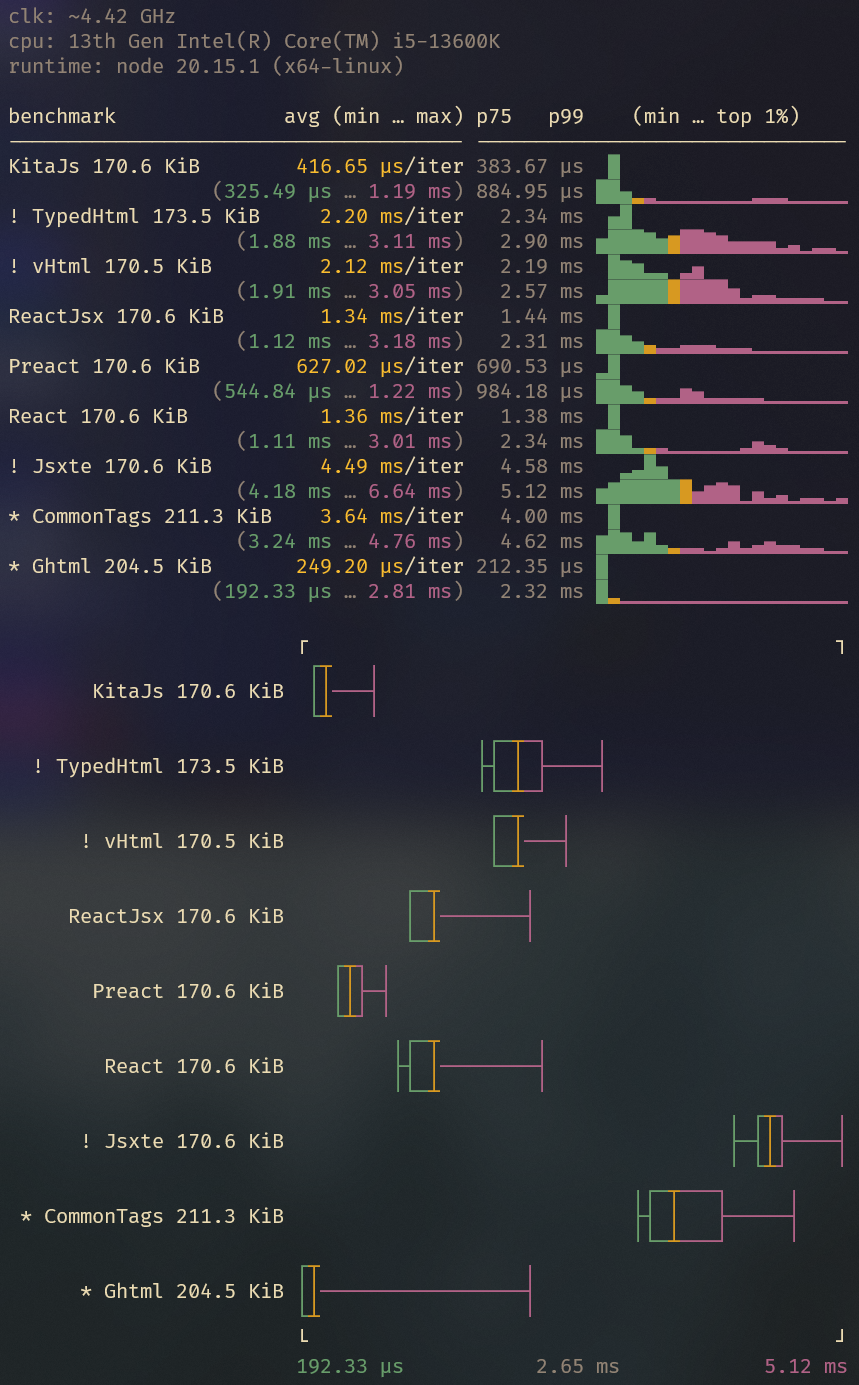 clk: ~4.42 GHz
cpu: 13th Gen Intel(R) Core(TM) i5-13600K
runtime: node 20.15.1 (x64-linux)
benchmark avg (min … max) p75 p99 (min … top 1%)
KitaJs 170.6 KiB 416.65 µs/iter 383.67 µs
(325.49 µs … 1.19 ms) 884.95 µs
! TypedHtml 173.5 KiB 2.20 ms/iter 2.34 ms
(1.88 ms … 3.11 ms) 2.90 ms
! vHtml 170.5 KiB 2.12 ms/iter 2.19 ms
(1.91 ms … 3.05 ms) 2.57 ms
ReactJsx 170.6 KiB 1.34 ms/iter 1.44 ms
(1.12 ms … 3.18 ms) 2.31 ms
Preact 170.6 KiB 627.02 µs/iter 690.53 µs
(544.84 µs … 1.22 ms) 984.18 µs
React 170.6 KiB 1.36 ms/iter 1.38 ms
(1.11 ms … 3.01 ms) 2.34 ms
! Jsxte 170.6 KiB 4.49 ms/iter 4.58 ms
(4.18 ms … 6.64 ms) 5.12 ms
* CommonTags 211.3 KiB 3.64 ms/iter 4.00 ms
(3.24 ms … 4.76 ms) 4.62 ms
* Ghtml 204.5 KiB 249.20 µs/iter 212.35 µs
(192.33 µs … 2.81 ms) 2.32 ms
KitaJs 170.6 KiB
! TypedHtml 173.5 KiB
! vHtml 170.5 KiB
ReactJsx 170.6 KiB
Preact 170.6 KiB
React 170.6 KiB
! Jsxte 170.6 KiB
* CommonTags 211.3 KiB
* Ghtml 204.5 KiB
192.33 µs 2.65 ms 5.12 ms